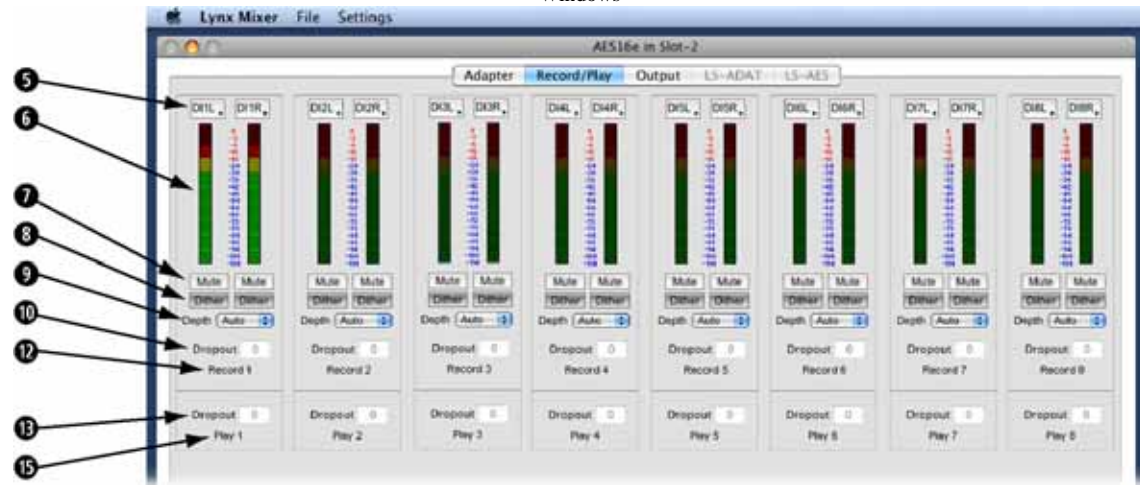 Windows
Lynx Mixer File Settings
AES16e in Slot-2
Adapter Record/Play Output LS-ADAT LS-AES
5 DI1L DI1R DI2L DI2R DI3L DI3R DI4L DI4R DI5L DI5R DI6L DI6R DI7L DI7R DI8L DI8R
6
7 Mute Mute Mute Mute Mute Mute Mute Mute Mute Mute Mute Mute Mute Mute Mute Mute
8 Dither Dither Dither Dither Dither Dither Dither Dither Dither Dither Dither Dither Dither Dither Dither Dither
9 Depth Auto Depth Auto Depth Auto Depth Auto Depth Auto Depth Auto Depth Auto Depth Auto
10 Dropout 0 Dropout 0 Dropout 0 Dropout 0 Dropout 0 Dropout 0 Dropout 0 Dropout 0
12 Record 1 Record 2 Record 3 Record 4 Record 5 Record 6 Record 7 Record 8
13 Dropout 0 Dropout 0 Dropout 0 Dropout 0 Dropout 0 Dropout 0 Dropout 0 Dropout 0
15 Play 1 Play 2 Play 3 Play 4 Play 5 Play 6 Play 7 Play 8